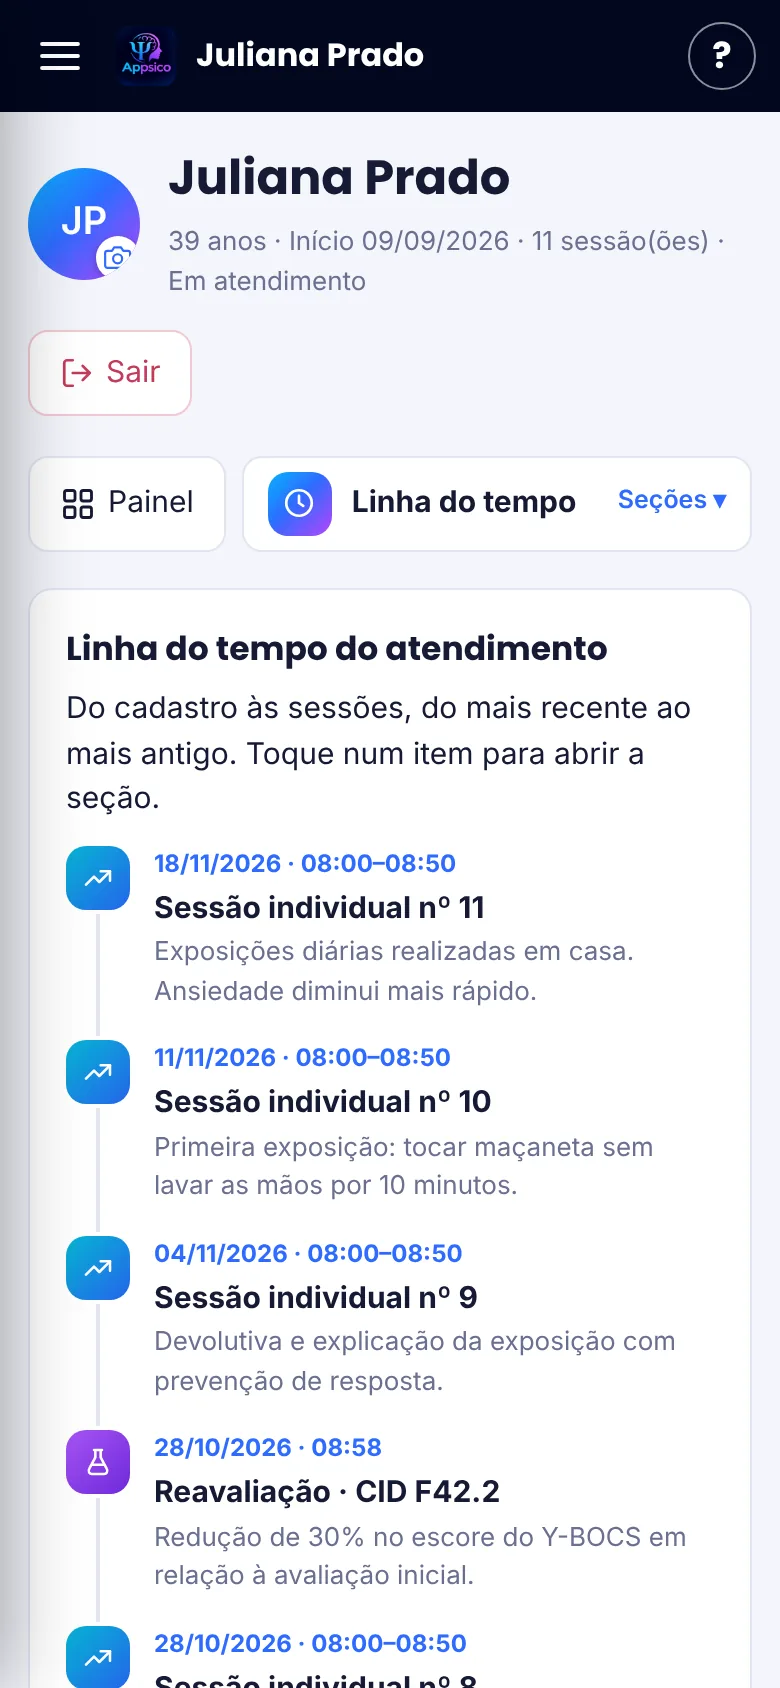 Appsico
Juliana Prado
?
JP
Juliana Prado
39 anos · Início 09/09/2026 · 11 sessão(ões) ·
Em atendimento
Sair
Painel
Linha do tempo
Seções ▾
Linha do tempo do atendimento
Do cadastro às sessões, do mais recente ao
mais antigo. Toque num item para abrir a
seção.
18/11/2026 · 08:00–08:50
Sessão individual nº 11
Exposições diárias realizadas em casa.
Ansiedade diminui mais rápido.
11/11/2026 · 08:00–08:50
Sessão individual nº 10
Primeira exposição: tocar maçaneta sem
lavar as mãos por 10 minutos.
04/11/2026 · 08:00–08:50
Sessão individual nº 9
Devolutiva e explicação da exposição com
prevenção de resposta.
28/10/2026 · 08:58
Reavaliação · CID F42.2
Redução de 30% no escore do Y-BOCS em
relação à avaliação inicial.
28/10/2026 · 08:00–08:50
Sessão individual nº 8